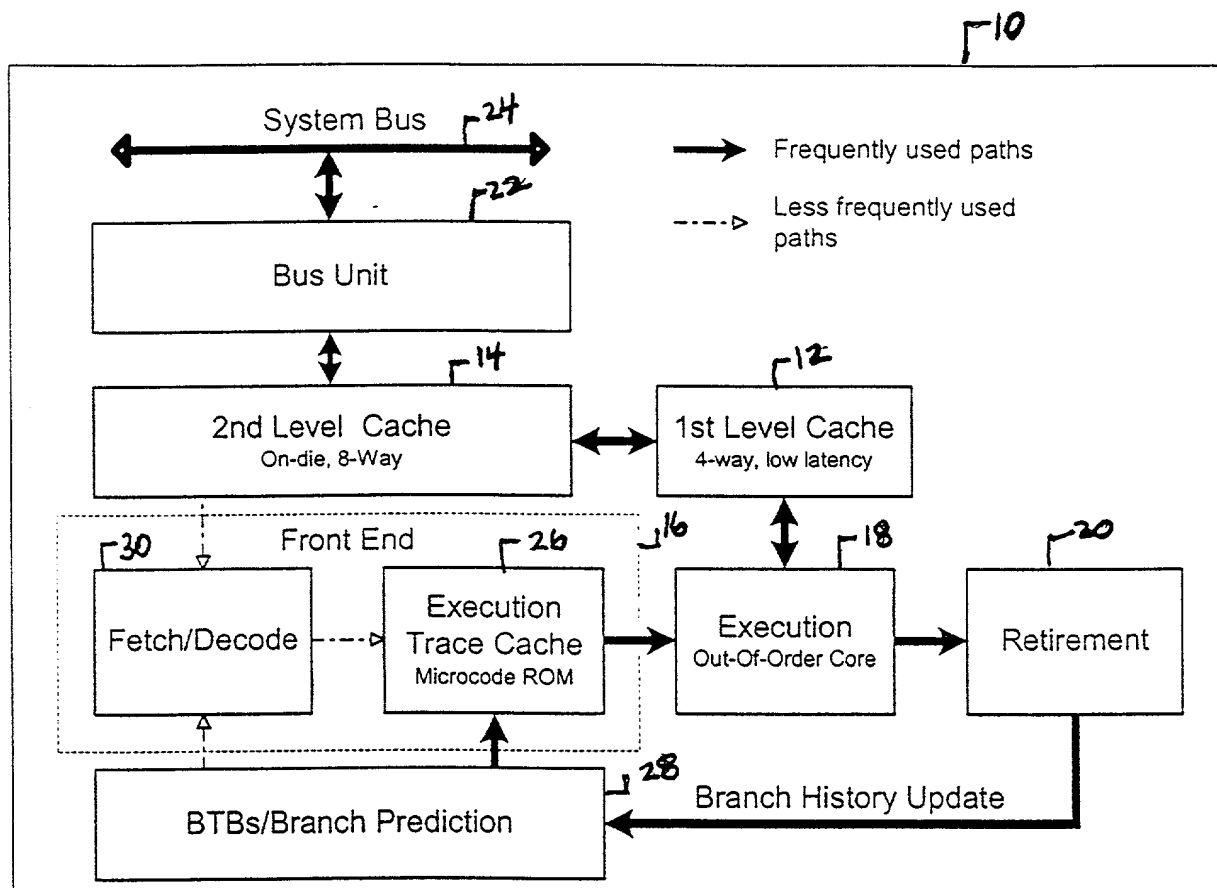 10
System Bus
24
Frequently used paths
22
Less frequently used
paths
Bus Unit
14
12
2nd Level Cache
On-die, 8-Way
1st Level Cache
4-way, low latency
Front End
16
30
26
18
20
Fetch/Decode
Execution
Trace Cache
Microcode ROM
Execution
Out-Of-Order Core
Retirement
28
BTBs/Branch Prediction
Branch History Update